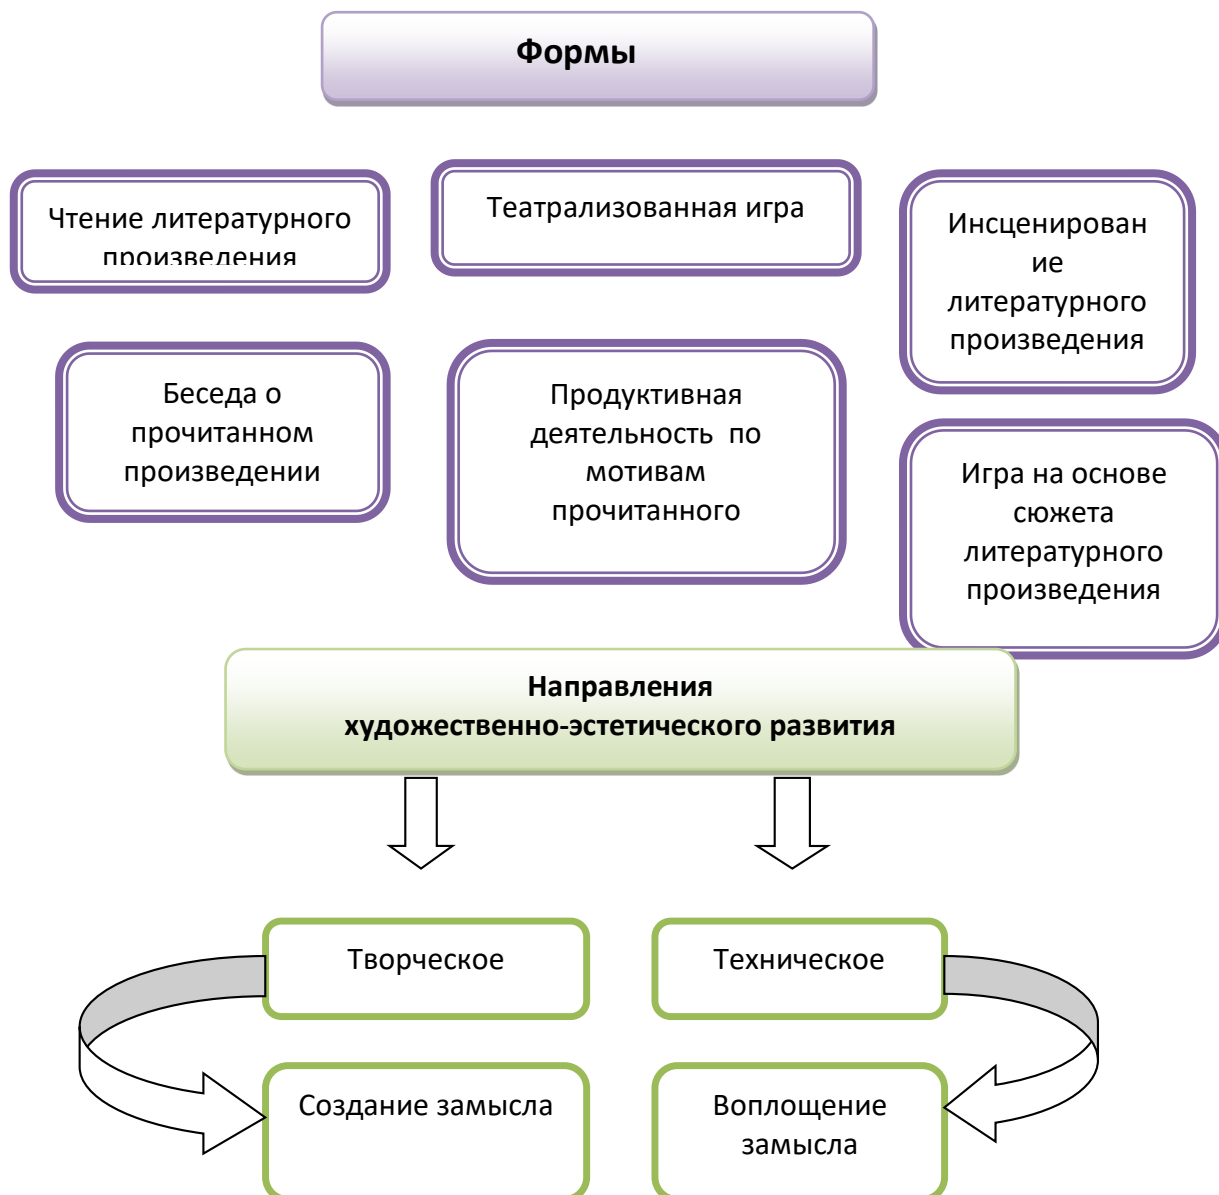 Формы
Чтение литературного
произведения
Театрализованная игра
Инсценирован
ие
литературного
произведения
Беседа о
прочитанном
произведении
Продуктивная
деятельность по
мотивам
прочитанного
Игра на основе
сюжета
литературного
произведения
Направления
художественно-эстетического развития
Творческое
Техническое
Создание замысла
Воплощение
замысла